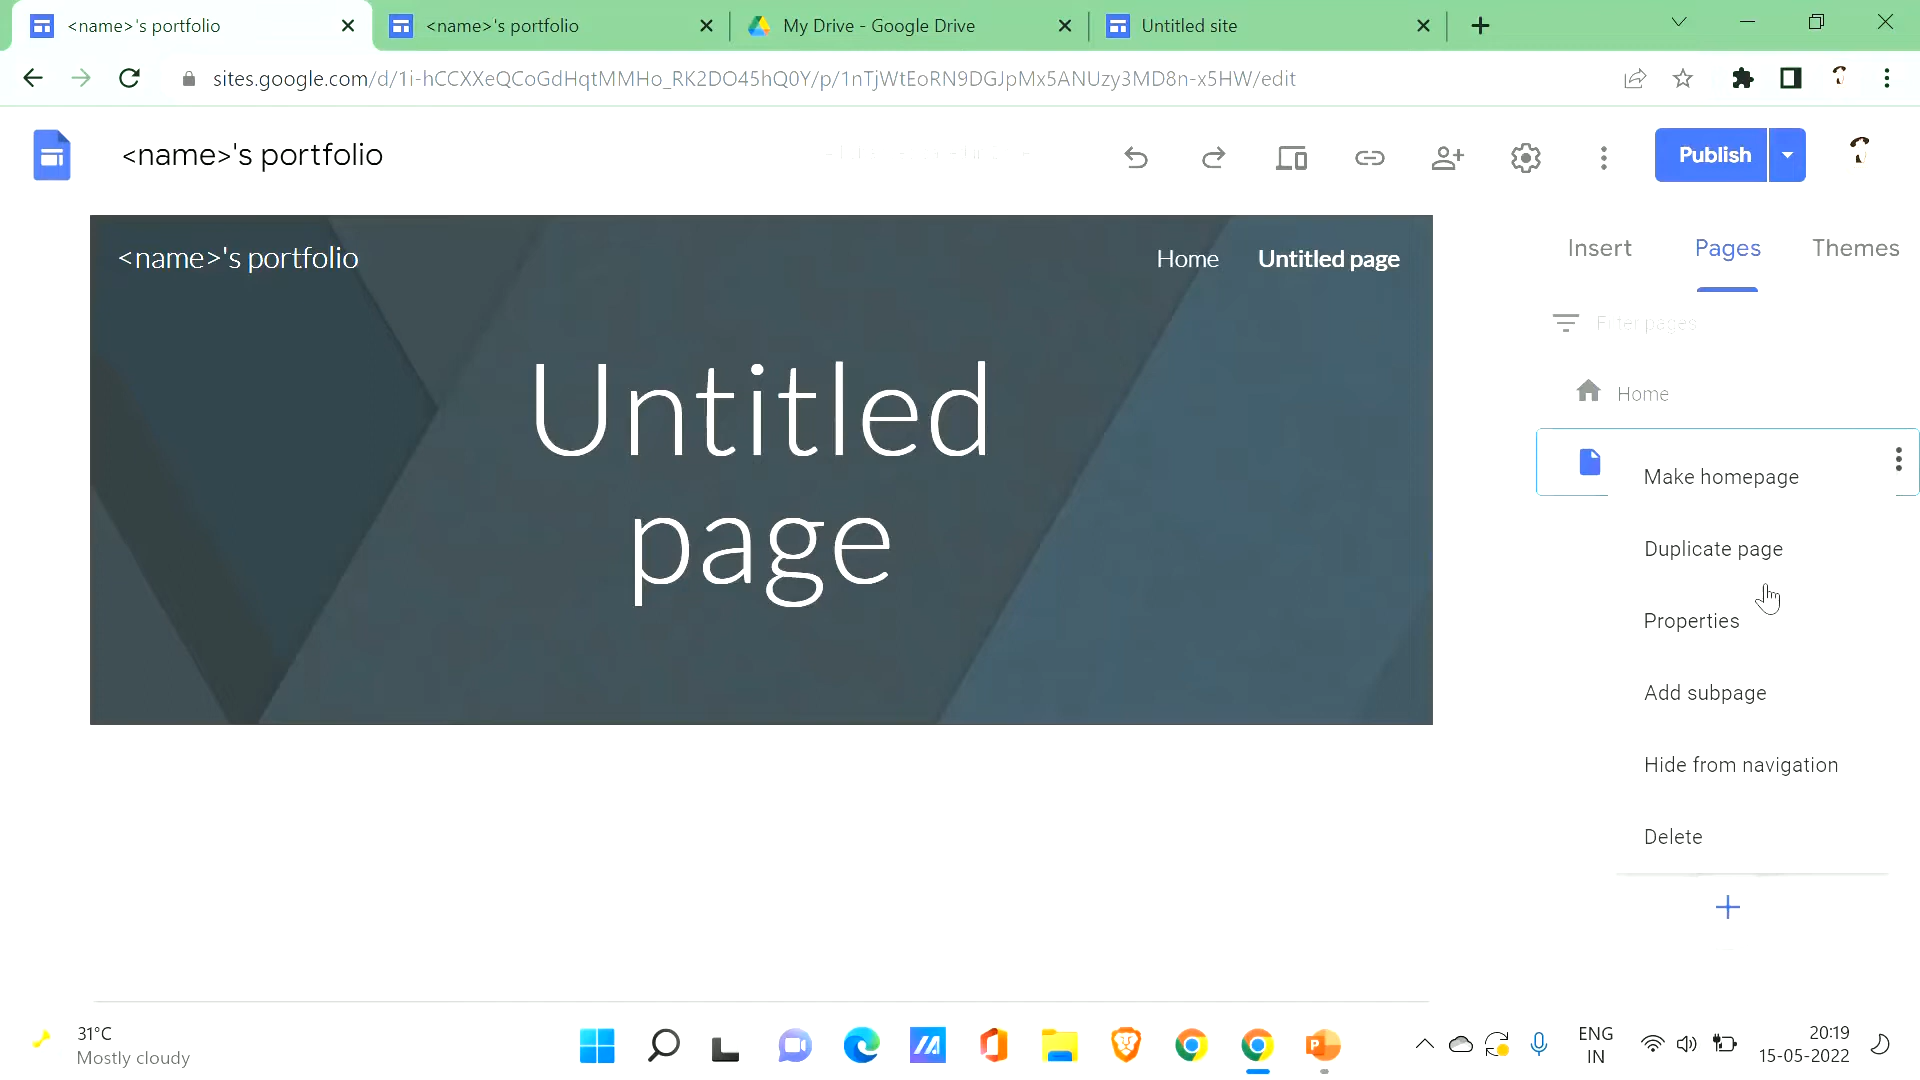 <name>'s portfolio
<name>'s portfolio
My Drive - Google Drive
Untitled site
sites.google.com/d/1i-hCCXXeQCoGdHqtMMHo_RK2DO45hQ0Y/p/1nTjWtEoRN9DGJpMx5ANUzy3MD8n-x5HW/edit
<name>'s portfolio
Publish
<name>'s portfolio
Home
Untitled page
Untitled
page
Insert
Pages
Themes
Filter pages
Home
Make homepage
Duplicate page
Properties
Add subpage
Hide from navigation
Delete
31°C
Mostly cloudy
ENG
IN
20:19
15-05-2022